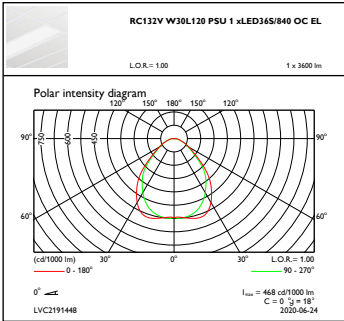 RC132V W30L120 PSU 1 xLED36S/840 OC EL
L.O.R.= 1.00 1 x 3600 lm
Polar intensity diagram
120° 150° 180° 150° 120°
90° 750 600 450 90°
60° 60°
(cd/1000 lm) 30° 0° 30° L.O.R.= 1.00
0 - 180° 90 - 270°
0° Imax = 468 cd/1000 lm
C = 0 °g = 18°
LVC2191448 2020-06-24